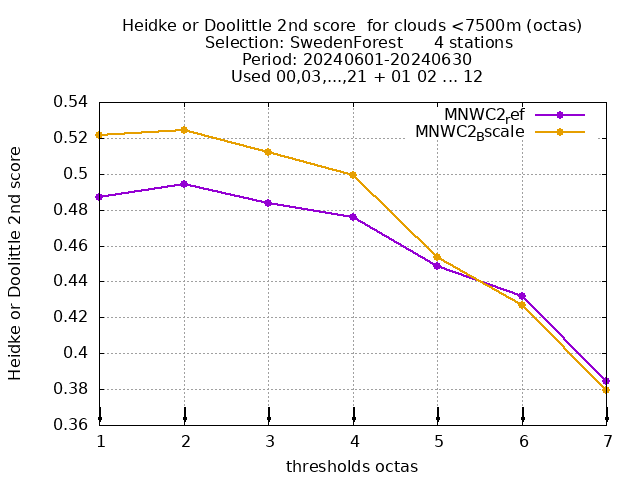 Heidke or Doolittle 2nd score  for clouds <7500m (octas)
Selection: SwedenForest      4 stations
Period: 20240601-20240630
Used 00,03,...,21 + 01 02 ... 12
MNWC2ref
MNWC2Bscale
Heidke or Doolittle 2nd score
0.54
0.52
0.5
0.48
0.46
0.44
0.42
0.4
0.38
0.36
1 2 3 4 5 6 7
thresholds octas